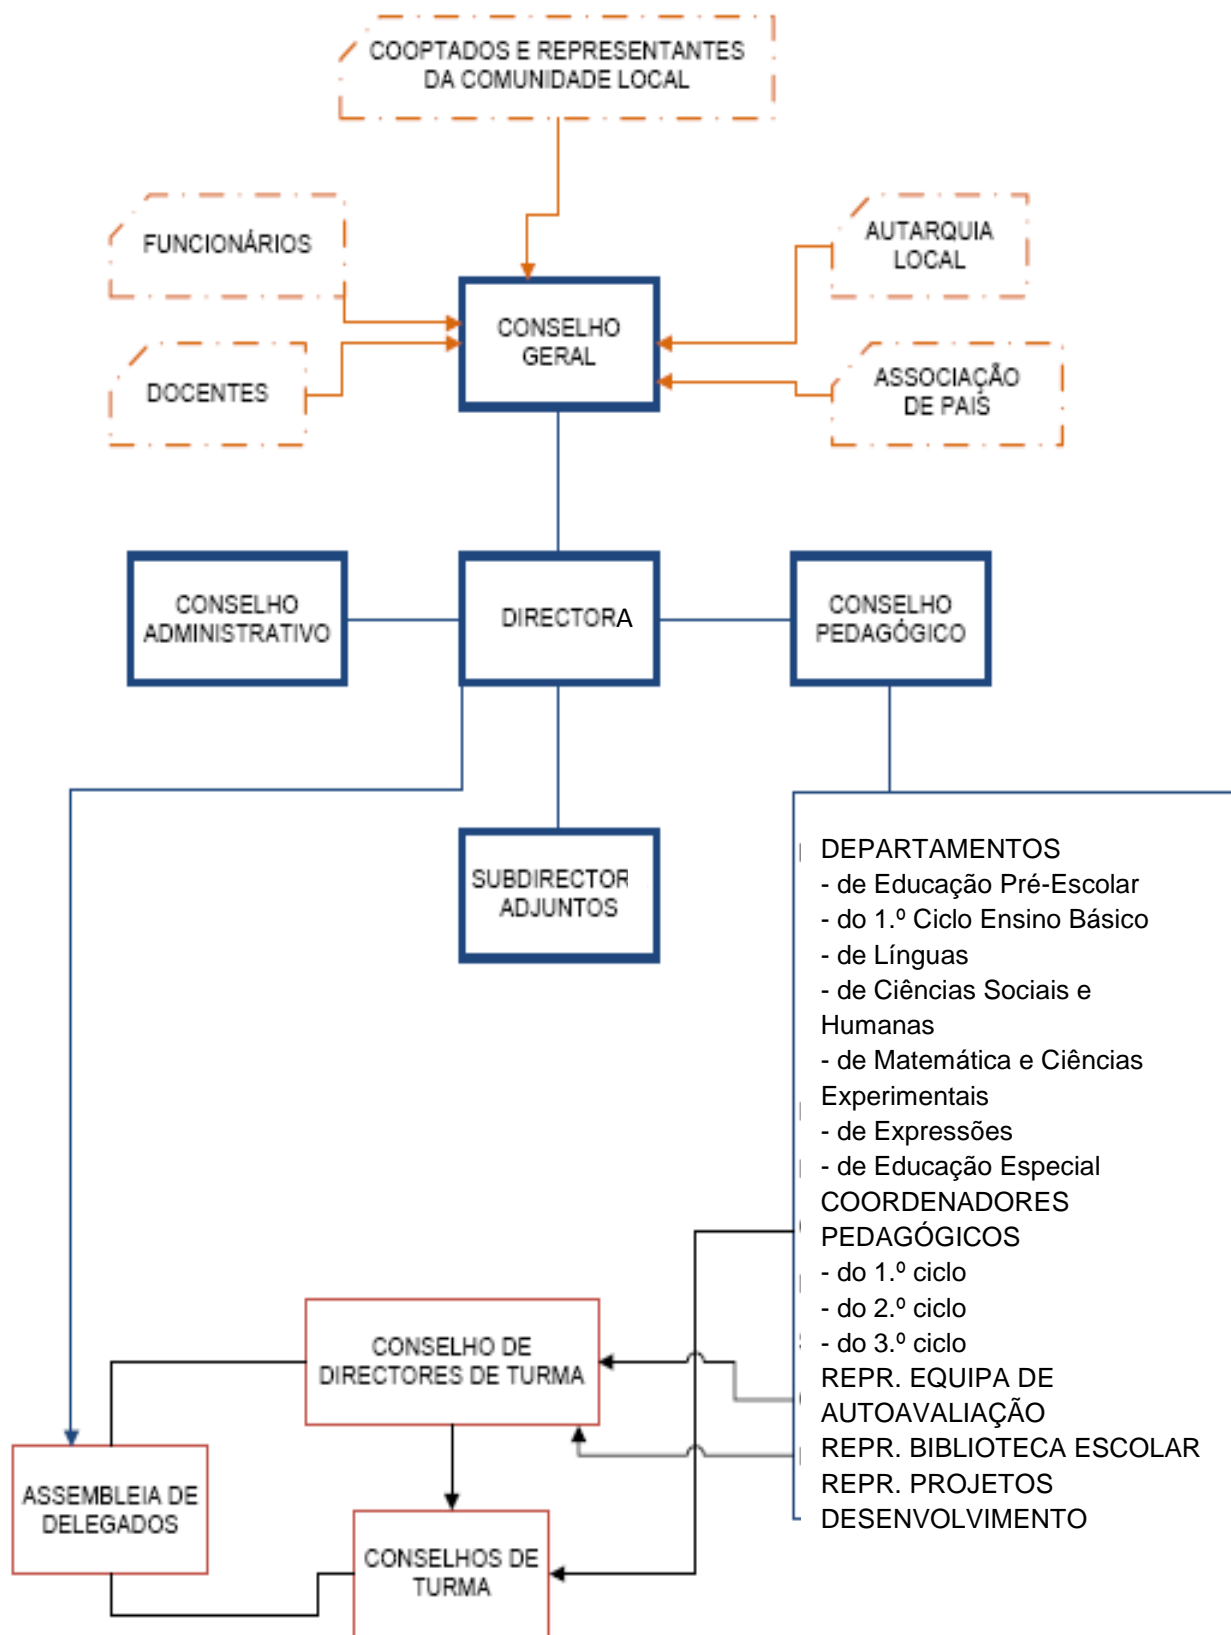 COOPTADOS E REPRESENTANTES
DA COMUNIDADE LOCAL
FUNCIONÁRIOS
AUTARQUIA
LOCAL
CONSELHO
GERAL
DOCENTES
ASSOCIAÇÃO
DE PAIS
CONSELHO
ADMINISTRATIVO
DIRECTORA
CONSELHO
PEDAGÓGICO
SUBDIRECTOR
ADJUNTOS
DEPARTAMENTOS
- de Educação Pré-Escolar
- do 1.º Ciclo Ensino Básico
- de Línguas
- de Ciências Sociais e
Humanas
- de Matemática e Ciências
Experimentais
- de Expressões
- de Educação Especial
COORDENADORES
PEDAGÓGICOS
- do 1.º ciclo
- do 2.º ciclo
- do 3.º ciclo
REPR. EQUIPA DE
AUTOAVALIAÇÃO
REPR. BIBLIOTECA ESCOLAR
REPR. PROJETOS
DESENVOLVIMENTO
CONSELHO DE
DIRECTORES DE TURMA
ASSEMBLEIA DE
DELEGADOS
CONSELHOS DE
TURMA